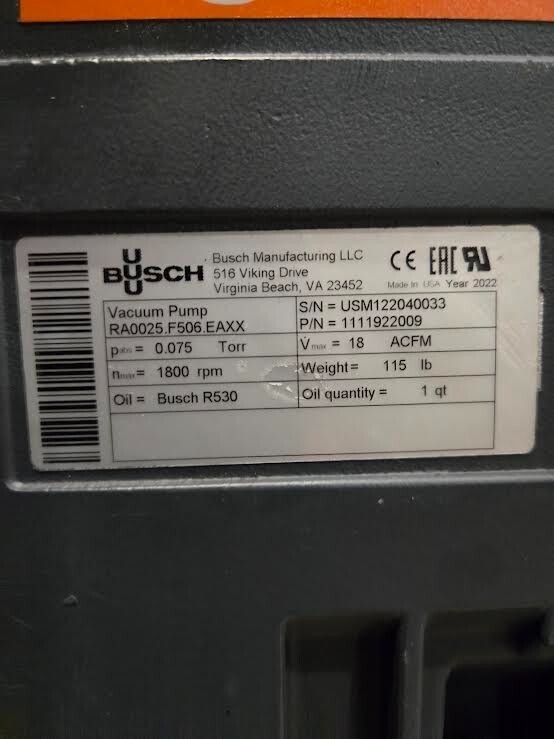 BUSCH
Busch Manufacturing LLC
516 Viking Drive
Virginia Beach, VA 23452
CE EAC
Made In USA Year 2022
Vacuum Pump
RA0025.F506.EAXX
S/N = USM122040033
P/N = 1111922009
pabs = 0.075 Torr
V̇max = 18 ACFM
nmax = 1800 rpm
Weight= 115 lb
Oil = Busch R530
Oil quantity = 1 qt